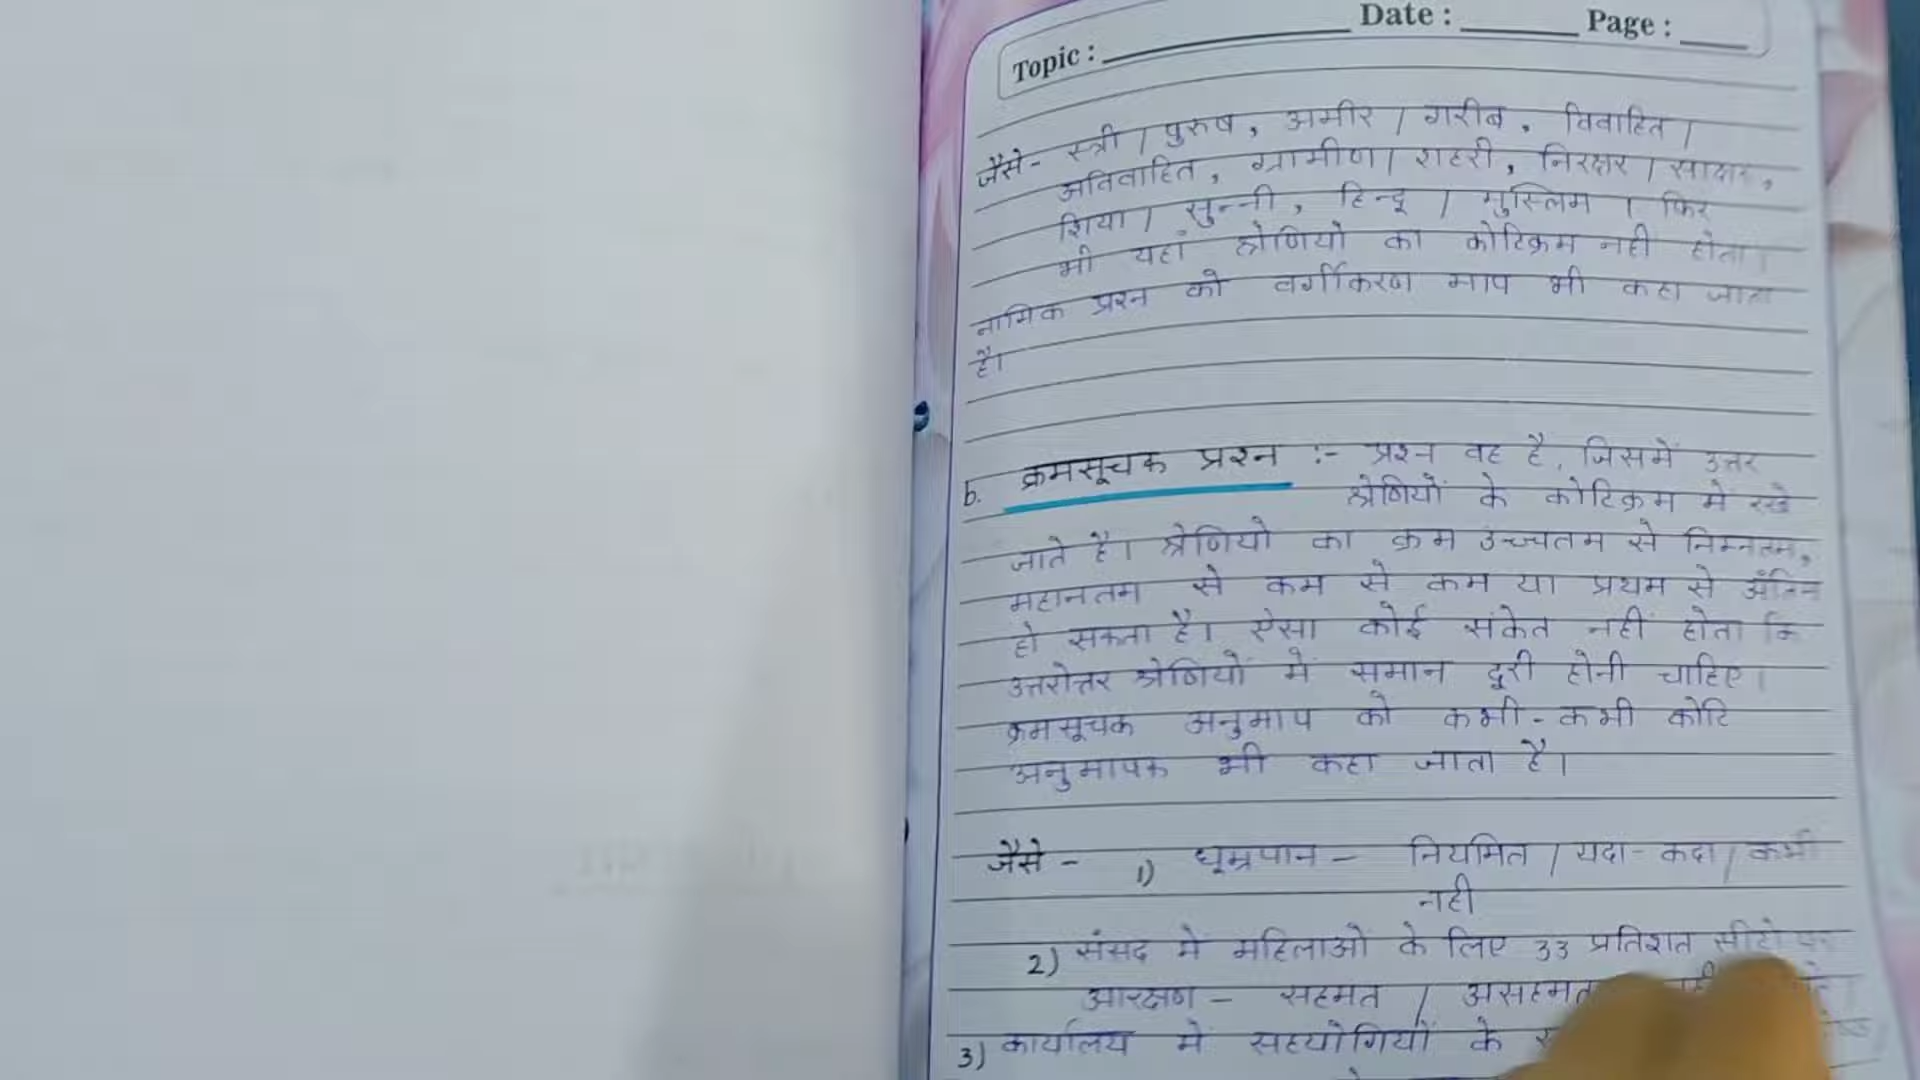 Date : Page :
Topic :
जैसे - स्त्री / पुरुष, अमीर / गरीब, विवाहित /
अविवाहित, ग्रामीण / शहरी, निरक्षर / साक्षर,
शिया / सुन्नी, हिन्दू / मुस्लिम । फिर
भी यहां श्रेणियो का कोटिक्रम नही होता।
नामिक प्रश्न को वर्गीकरण माप भी कहा जाता
है।
b. क्रमसूचक प्रश्न :- प्रश्न वह है, जिसमें उत्तर
श्रेणियों के कोटिक्रम मे रखे
जाते है। श्रेणियो का क्रम उच्चतम से निम्नतम,
महानतम से कम से कम या प्रथम से अंतिम
हो सकता है। ऐसा कोई संकेत नहीं होता कि
उत्तरोत्तर श्रेणियों में समान दूरी होनी चाहिए।
क्रमसूचक अनुमाप को कभी-कभी कोटि
अनुमापक भी कहा जाता है।
जैसे - 1) धूम्रपान - नियमित / यदा-कदा / कभी
नही
2) संसद मे महिलाओ के लिए 33 प्रतिशत सीटो
आरक्षण - सहमत / असहमत
3) कार्यालय मे सहयोगियों के